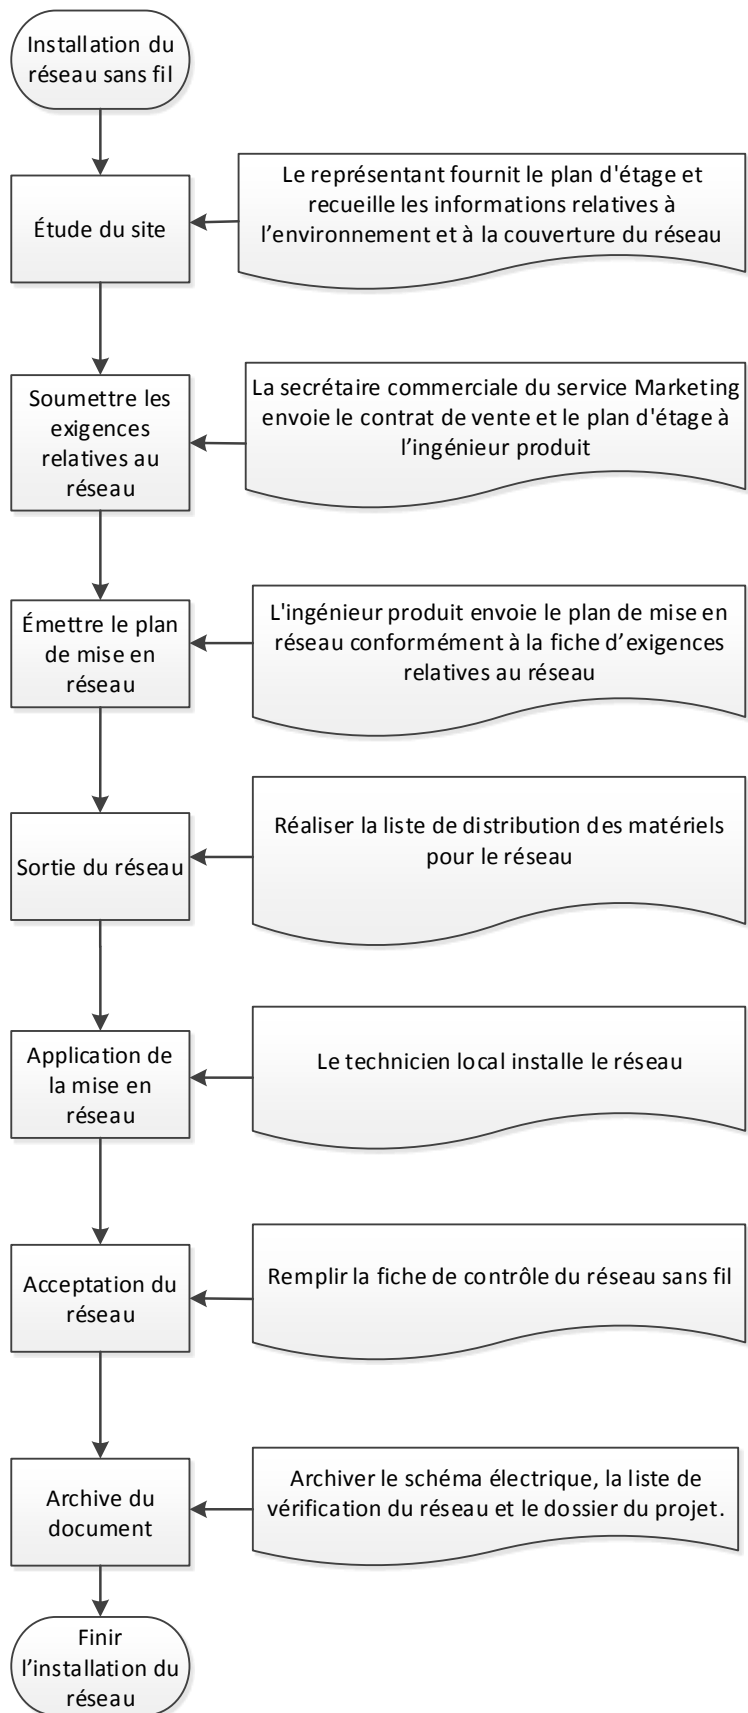 Installation du
réseau sans fil
Étude du site
Le représentant fournit le plan d'étage et
recueille les informations relatives à
l’environnement et à la couverture du réseau
Soumettre les
exigences
relatives au
réseau
La secrétaire commerciale du service Marketing
envoie le contrat de vente et le plan d'étage à
l’ingénieur produit
Émettre le plan
de mise en
réseau
L'ingénieur produit envoie le plan de mise en
réseau conformément à la fiche d’exigences
relatives au réseau
Sortie du réseau
Réaliser la liste de distribution des matériels
pour le réseau
Application de
la mise en
réseau
Le technicien local installe le réseau
Acceptation du
réseau
Remplir la fiche de contrôle du réseau sans fil
Archive du
document
Archiver le schéma électrique, la liste de
vérification du réseau et le dossier du projet.
Finir
l’installation du
réseau